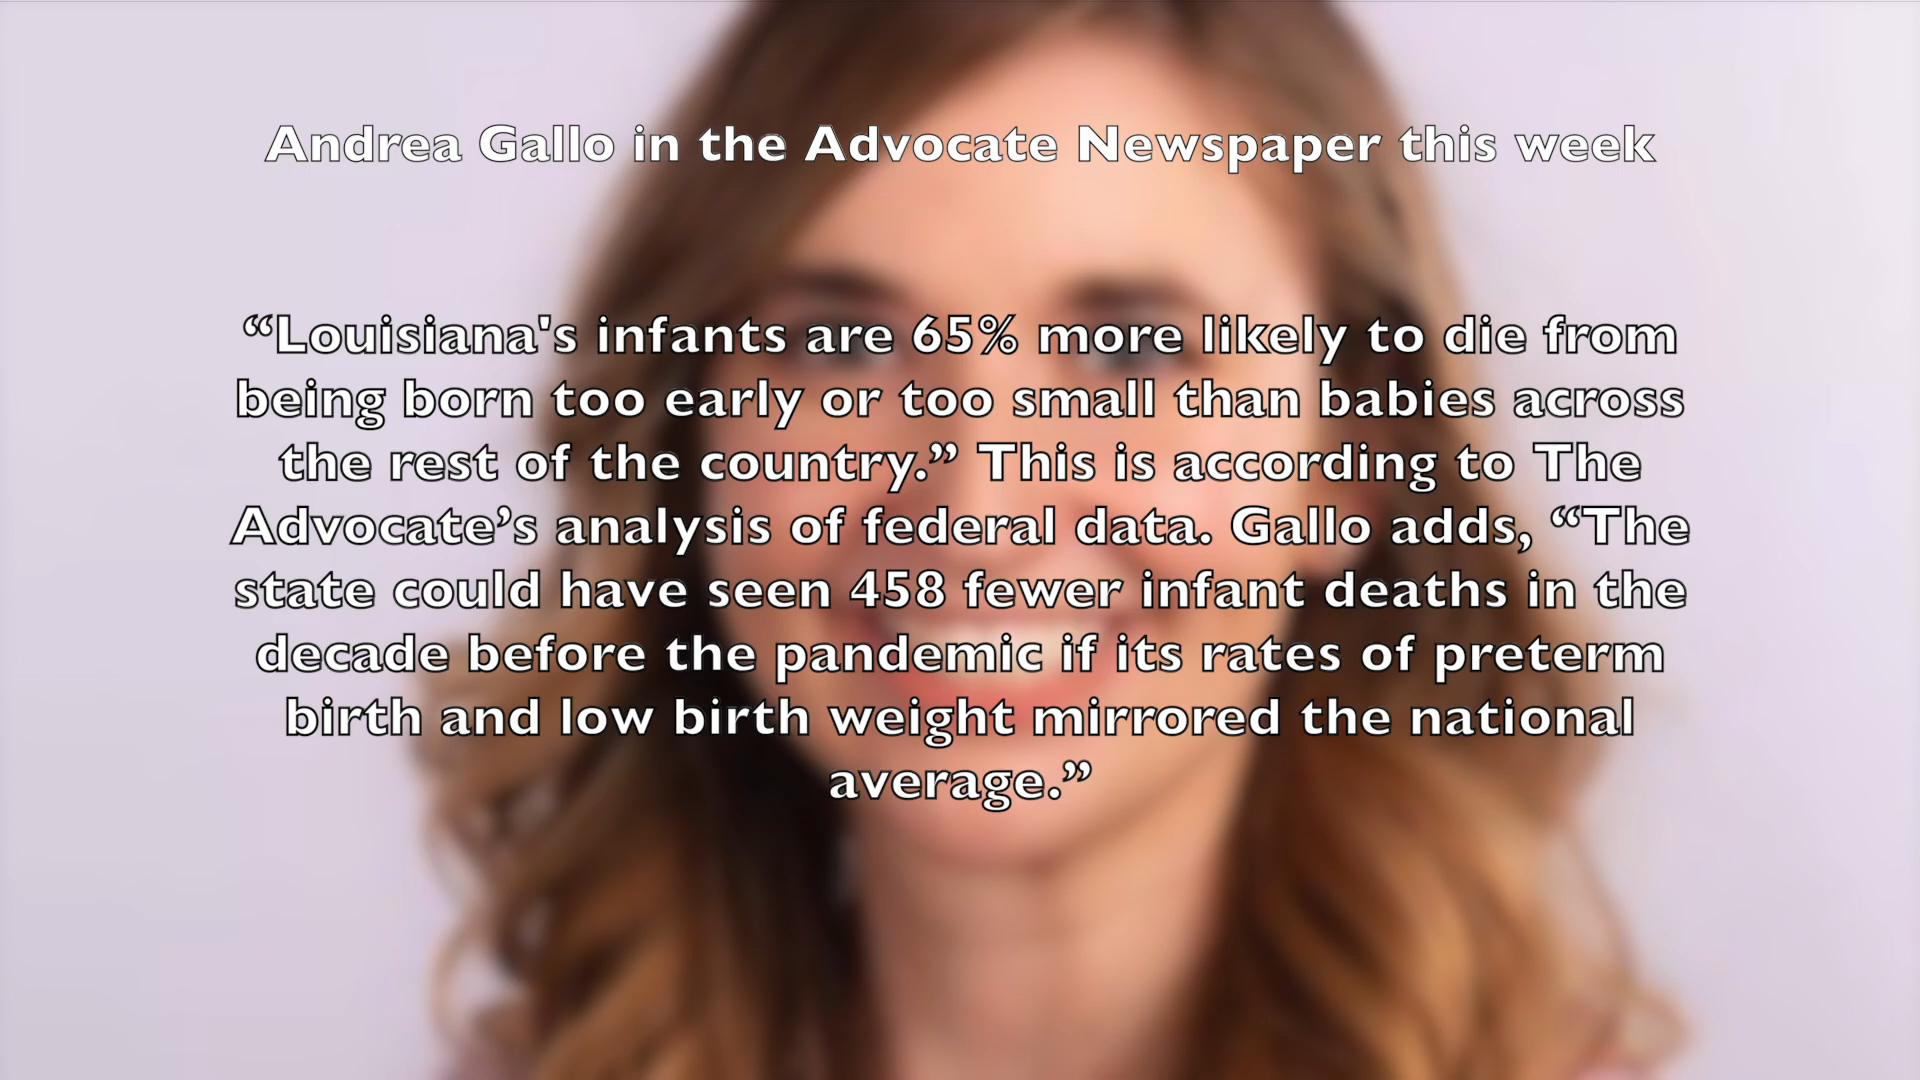 Andrea Gallo in the Advocate Newspaper this week
“Louisiana's infants are 65% more likely to die from
being born too early or too small than babies across
the rest of the country.” This is according to The
Advocate’s analysis of federal data. Gallo adds, “The
state could have seen 458 fewer infant deaths in the
decade before the pandemic if its rates of preterm
birth and low birth weight mirrored the national
average.”